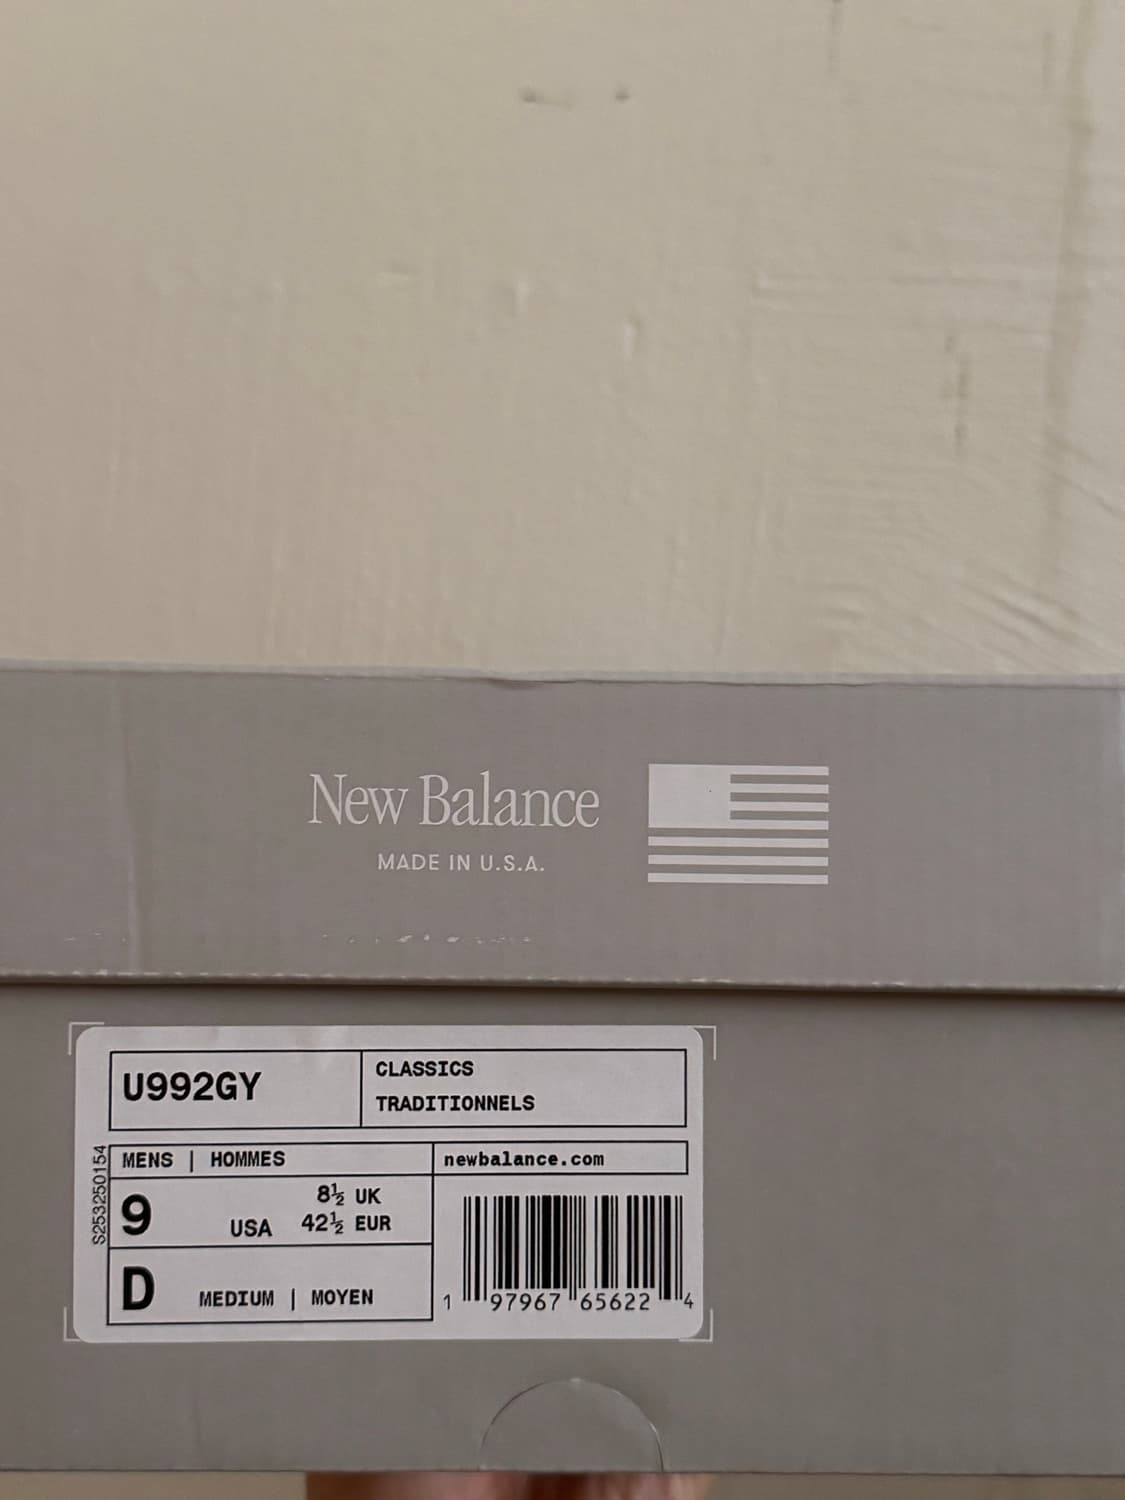 New Balance
MADE IN U.S.A.
U992GY
CLASSICS
TRADITIONNELS
S253250154
MENS | HOMMES
newbalance.com
9 USA
8½ UK
42½ EUR
D MEDIUM | MOYEN
1 97967 65622 4